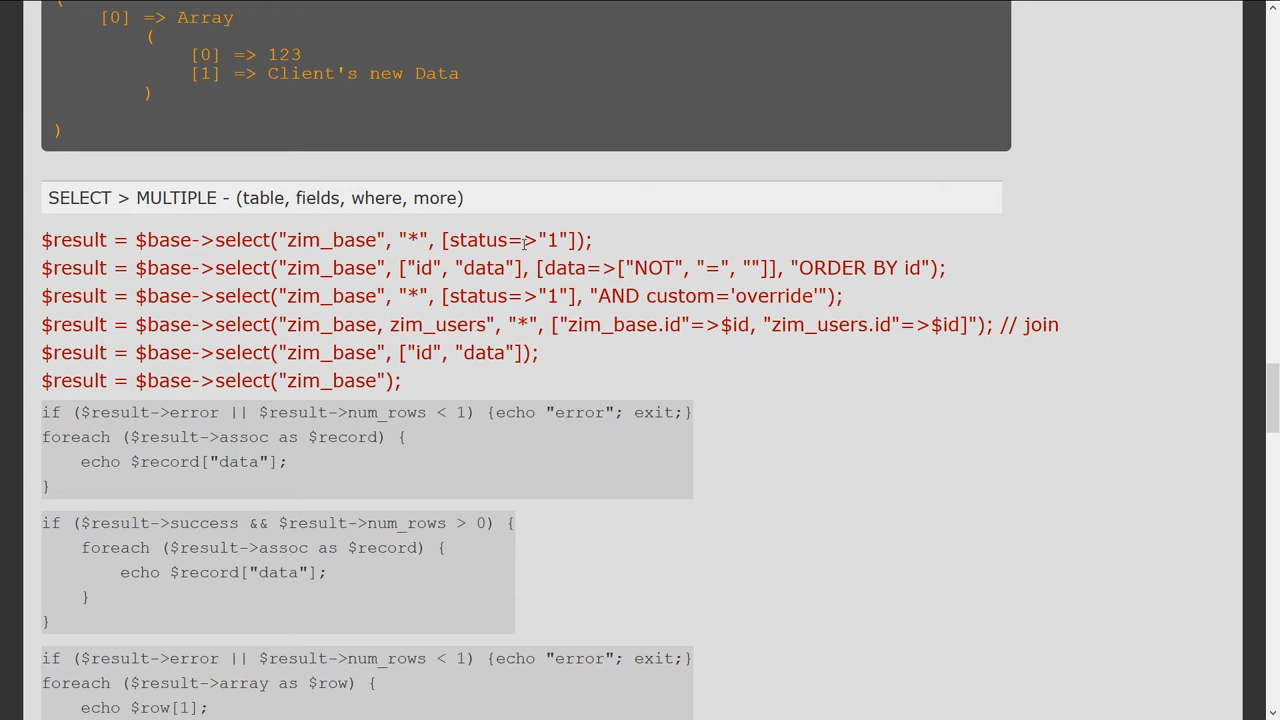 (
[0] => Array
(
[0] => 123
[1] => Client's new Data
)
)
SELECT > MULTIPLE - (table, fields, where, more)
$result = $base->select("zim_base", "*", [status=>"1"]);
$result = $base->select("zim_base", ["id", "data"], [data=>["NOT", "=", ""]], "ORDER BY id");
$result = $base->select("zim_base", "*", [status=>"1"], "AND custom='override'");
$result = $base->select("zim_base, zim_users", "*", ["zim_base.id"=>$id, "zim_users.id"=>$id]"); // join
$result = $base->select("zim_base", ["id", "data"]);
$result = $base->select("zim_base");
if ($result->error || $result->num_rows < 1) {echo "error"; exit;}
foreach ($result->assoc as $record) {
echo $record["data"];
}
if ($result->success && $result->num_rows > 0) {
foreach ($result->assoc as $record) {
echo $record["data"];
}
}
if ($result->error || $result->num_rows < 1) {echo "error"; exit;}
foreach ($result->array as $row) {
echo $row[1];